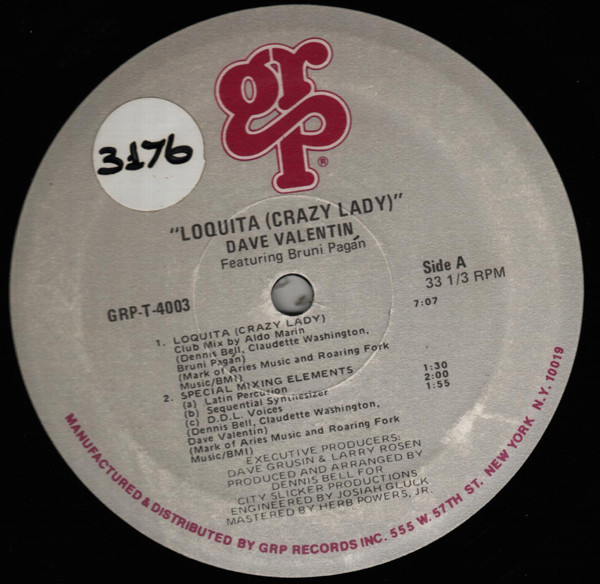 grp®
3176
"LOQUITA (CRAZY LADY)"
DAVE VALENTIN
Featuring Bruni Pagán
Side A
33 1/3 RPM
GRP-T-4003
1. LOQUITA (CRAZY LADY) 7:07
Club Mix by Aldo Marin
(Dennis Bell, Claudette Washington,
Bruni Pagán)
(Mark of Aries Music and Roaring Fork
Music/BMI)
2. SPECIAL MIXING ELEMENTS
(a) Latin Percution 1:30
(b) Sequential Synthesizer 2:00
(c) D.D.L. Voices 1:55
(Dennis Bell, Claudette Washington,
Dave Valentin)
(Mark of Aries Music and Roaring Fork
Music/BMI)
EXECUTIVE PRODUCERS:
DAVE GRUSIN & LARRY ROSEN
PRODUCED AND ARRANGED BY
DENNIS BELL FOR
CITY SLICKER PRODUCTIONS
ENGINEERED BY JOSIAH GLUCK
MASTERED BY HERB POWERS, JR.
MANUFACTURED & DISTRIBUTED BY GRP RECORDS INC. 555 W. 57TH ST. NEW YORK N.Y. 10019